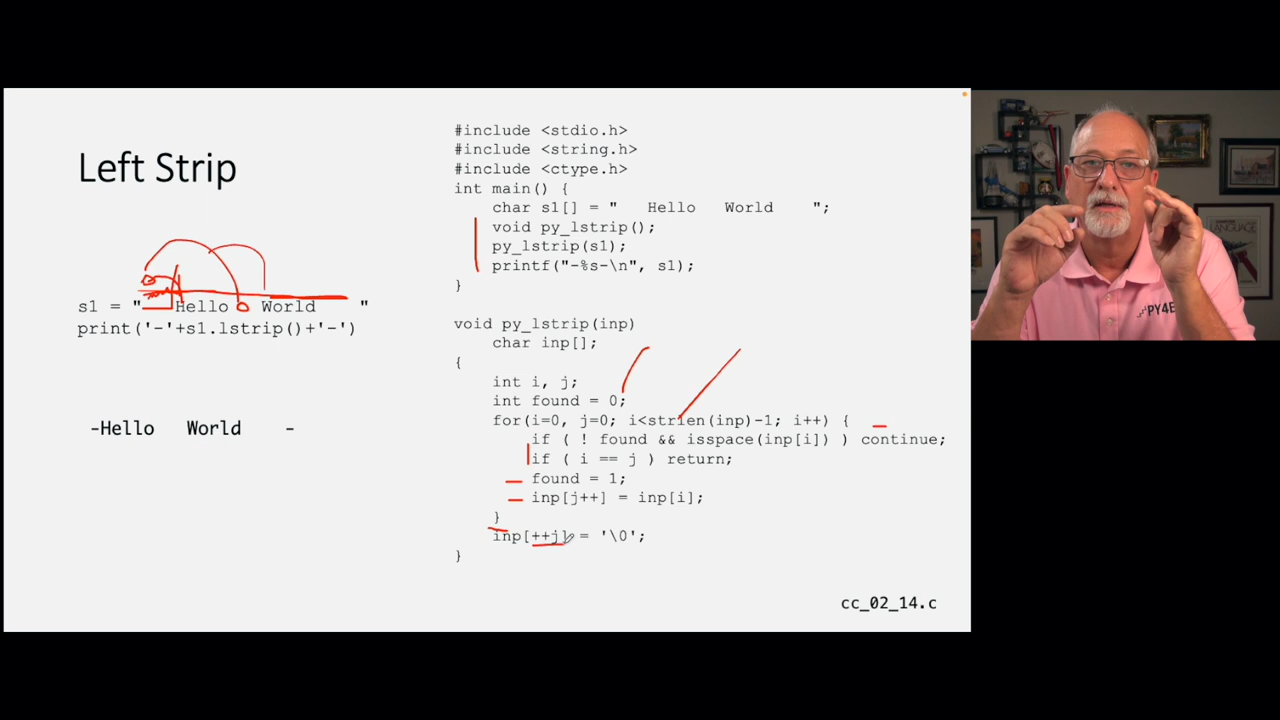 Left Strip
s1 = "   Hello   World     "
print('-'+s1.lstrip()+'-')
-Hello   World     -
#include <stdio.h>
#include <string.h>
#include <ctype.h>
int main() {
    char s1[] = "   Hello   World    ";
    void py_lstrip();
    py_lstrip(s1);
    printf("-%s-\n", s1);
}
void py_lstrip(inp)
    char inp[];
{
    int i, j;
    int found = 0;
    for(i=0, j=0; i<strlen(inp)-1; i++) {
        if ( ! found && isspace(inp[i]) ) continue;
        if ( i == j ) return;
        found = 1;
        inp[j++] = inp[i];
    }
    inp[++j] = '\0';
}
cc_02_14.c
PY4E
LANGUAGE